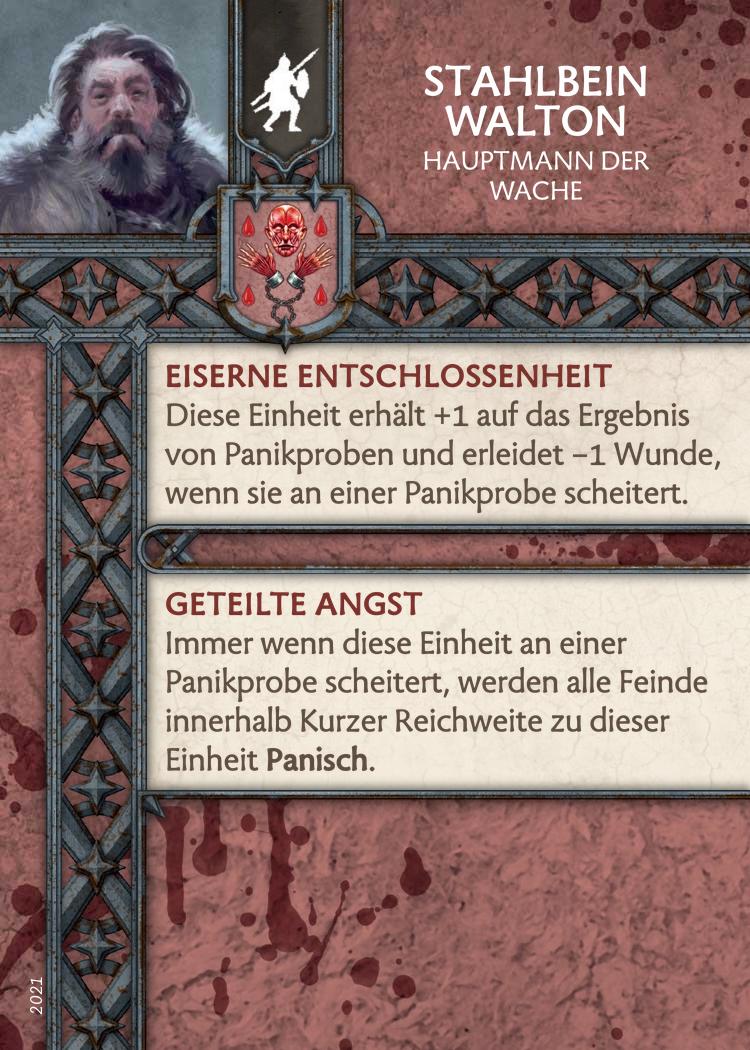 STAHLBEIN
WALTON
HAUPTMANN DER
WACHE
EISERNE ENTSCHLOSSENHEIT
Diese Einheit erhält +1 auf das Ergebnis
von Panikproben und erleidet –1 Wunde,
wenn sie an einer Panikprobe scheitert.
GETEILTE ANGST
Immer wenn diese Einheit an einer
Panikprobe scheitert, werden alle Feinde
innerhalb Kurzer Reichweite zu dieser
Einheit Panisch.
2021